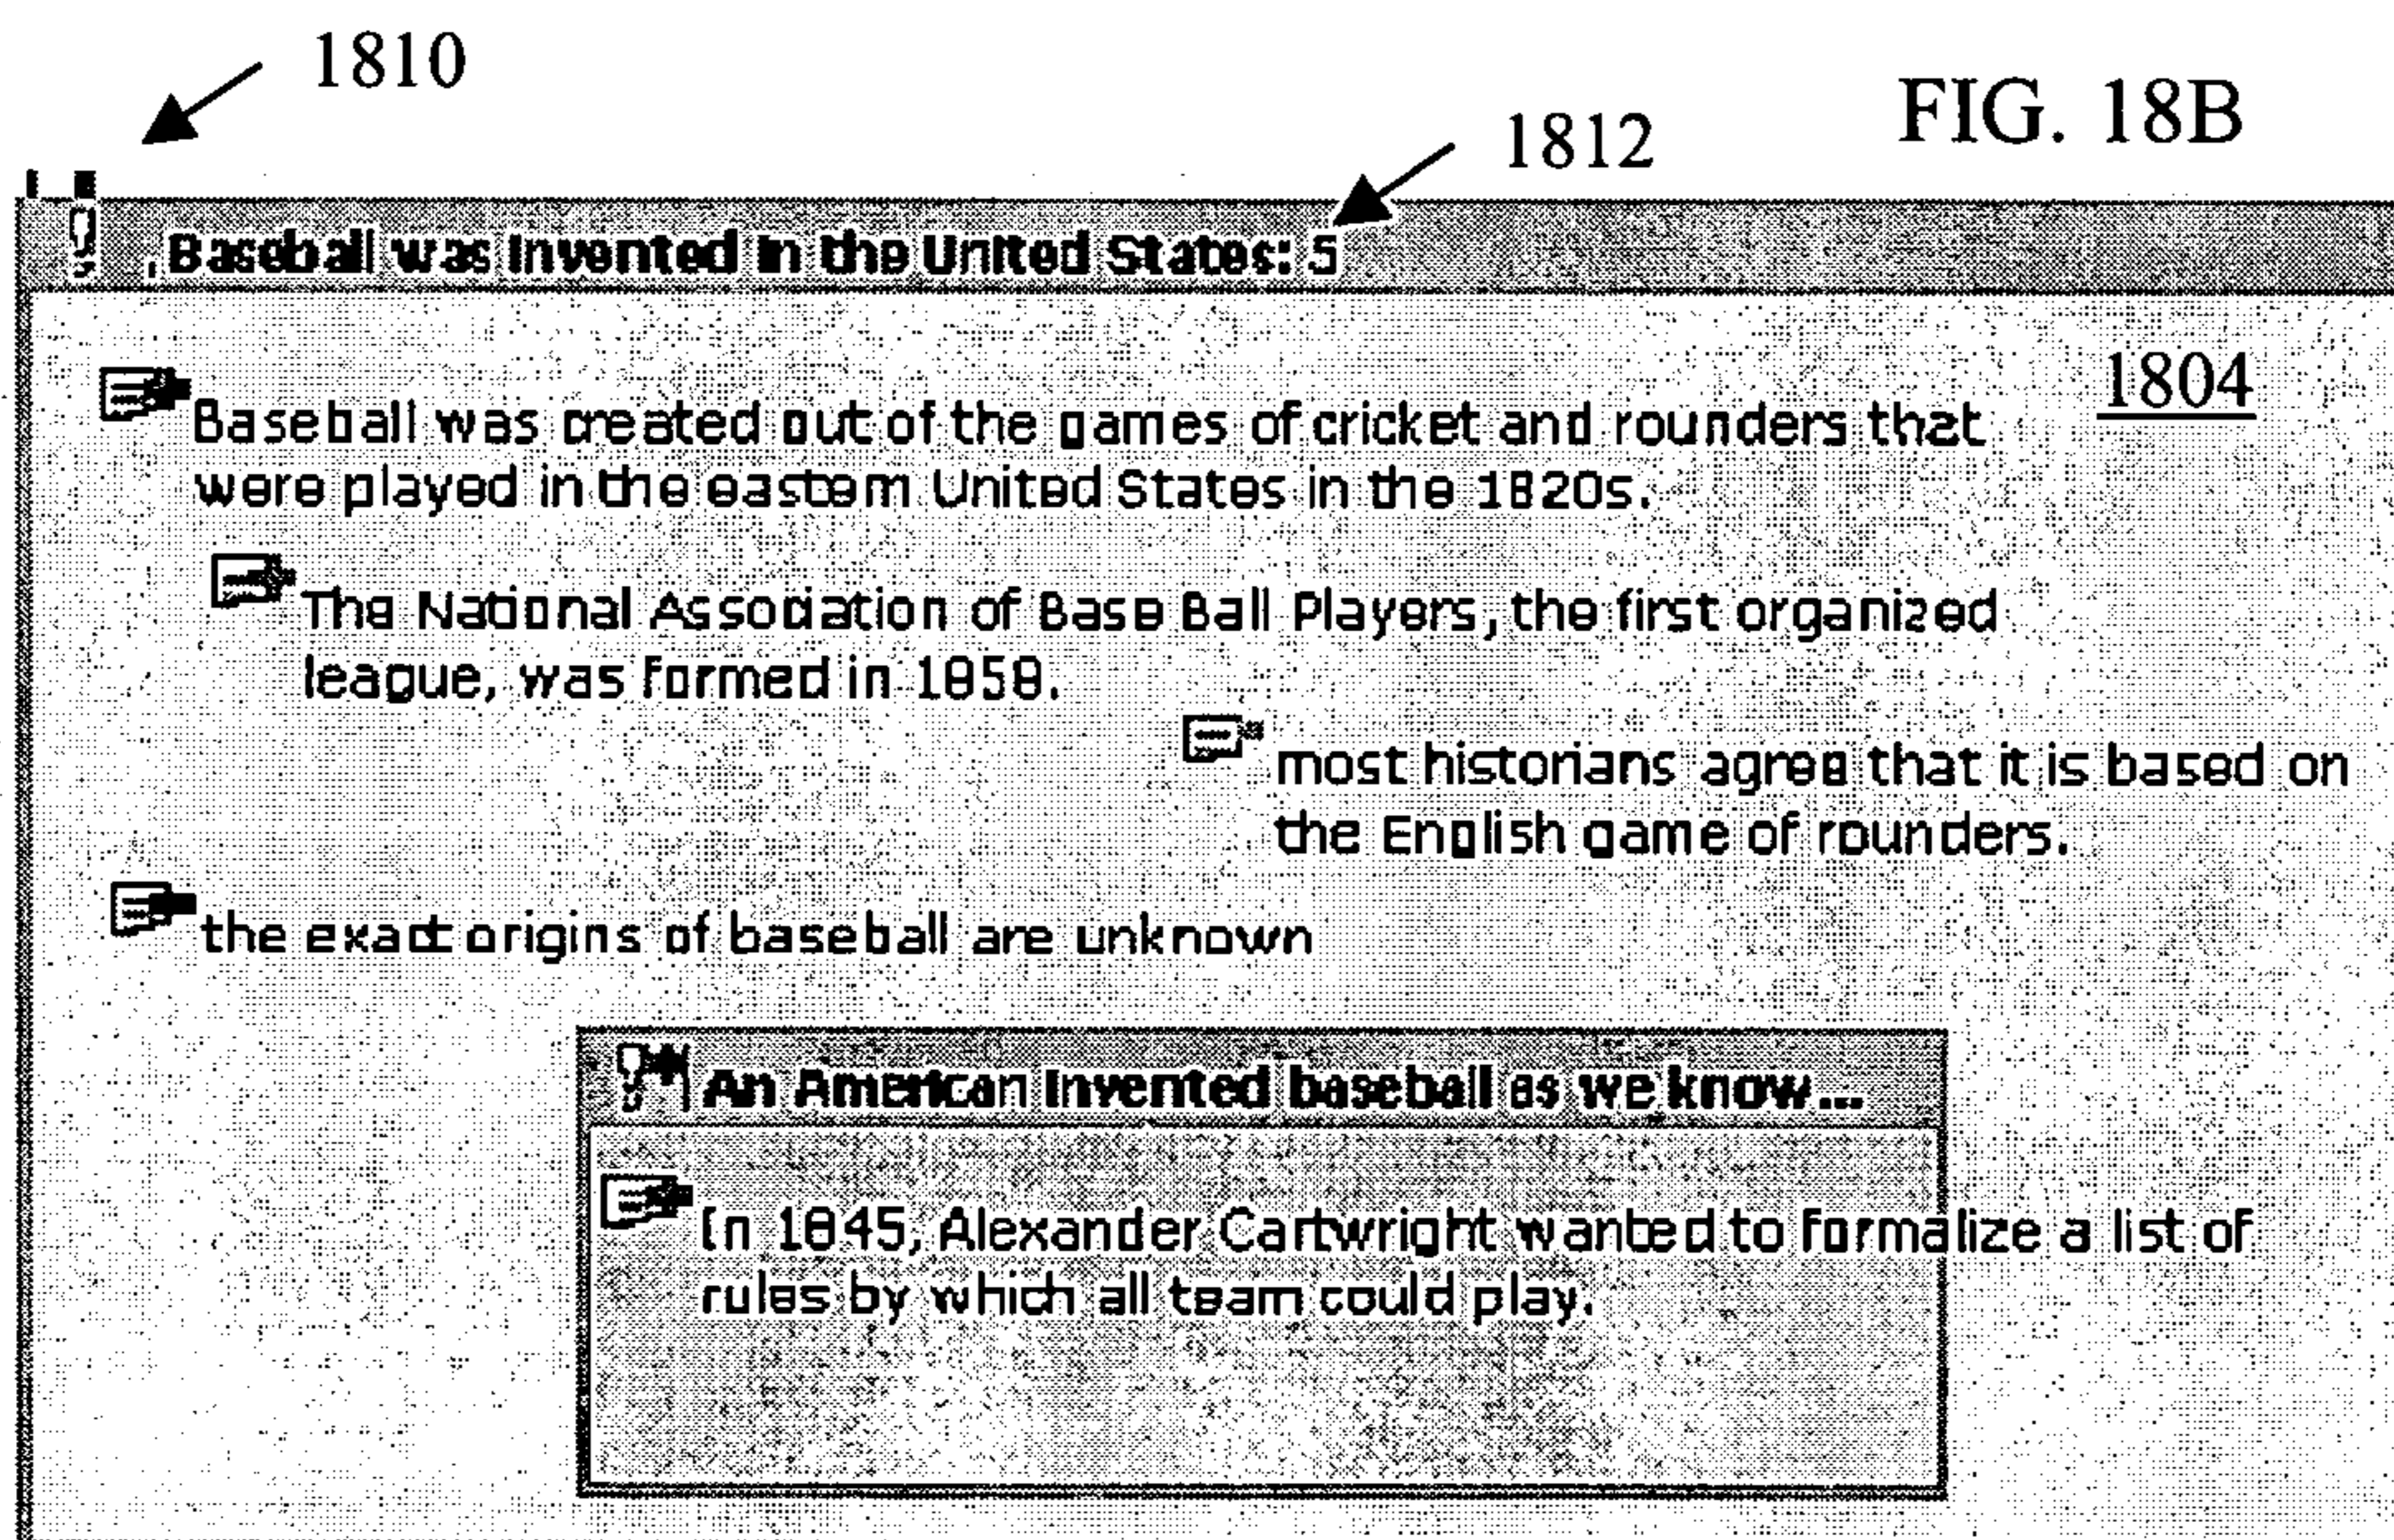 1810
FIG. 18B
1812
Baseball was Invented in the United States: 5
1804
Baseball was created out of the games of cricket and rounders that
were played in the eastern United States in the 1820s.
The National Association of Base Ball Players, the first organized
league, was formed in 1858.
most historians agree that it is based on
the English game of rounders.
the exact origins of baseball are unknown
An American Invented baseball as we know...
In 1845, Alexander Cartwright wanted to formalize a list of
rules by which all team could play.